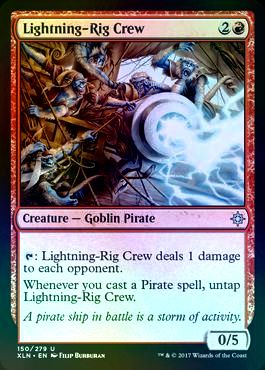 Lightning-Rig Crew 2
Creature — Goblin Pirate
: Lightning-Rig Crew deals 1 damage
to each opponent.
Whenever you cast a Pirate spell, untap
Lightning-Rig Crew.
A pirate ship in battle is a storm of activity.
0/5
150/279 U
XLN • EN Filip Burburan
™ & © 2017 Wizards of the Coast